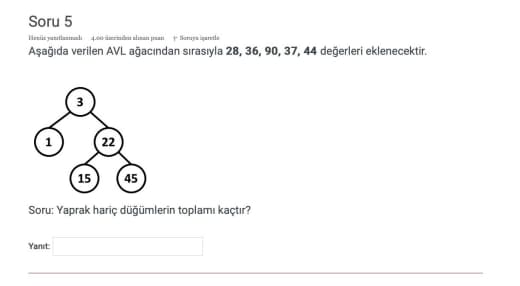 Soru 5
Henüz yanıtlanmadı 4,00 üzerinden alınan puan Soruyu işaretle
Aşağıda verilen AVL ağacından sırasıyla 28, 36, 90, 37, 44 değerleri eklenecektir.
3
1
22
15
45
Soru: Yaprak hariç düğümlerin toplamı kaçtır?
Yanıt: